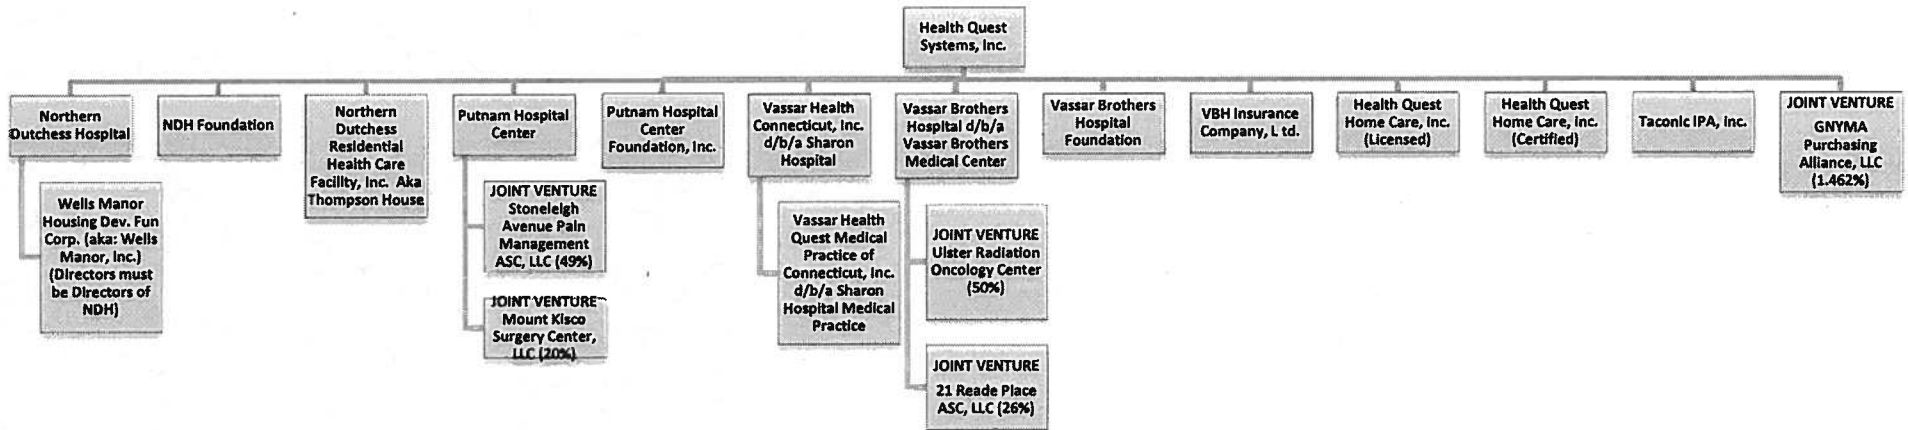 Health Quest
Systems, Inc.
Northern
Dutchess Hospital
NDH Foundation
Northern
Dutchess
Residential
Health Care
Facility, Inc. Aka
Thompson House
Putnam Hospital
Center
Putnam Hospital
Center
Foundation, Inc.
Vassar Health
Connecticut, Inc.
d/b/a Sharon
Hospital
Vassar Brothers
Hospital d/b/a
Vassar Brothers
Medical Center
Vassar Brothers
Hospital
Foundation
VBH Insurance
Company, L td.
Health Quest
Home Care, Inc.
(Licensed)
Health Quest
Home Care, Inc.
(Certified)
Taconic IPA, Inc.
JOINT VENTURE
GNYMA
Purchasing
Alliance, LLC
(1.462%)
Wells Manor
Housing Dev. Fun
Corp. (aka: Wells
Manor, Inc.)
(Directors must
be Directors of
NDH)
JOINT VENTURE
Stoneleigh
Avenue Pain
Management
ASC, LLC (49%)
JOINT VENTURE
Mount Kisco
Surgery Center,
LLC (20%)
Vassar Health
Quest Medical
Practice of
Connecticut, Inc.
d/b/a Sharon
Hospital Medical
Practice
JOINT VENTURE
Ulster Radiation
Oncology Center
(50%)
JOINT VENTURE
21 Reade Place
ASC, LLC (26%)